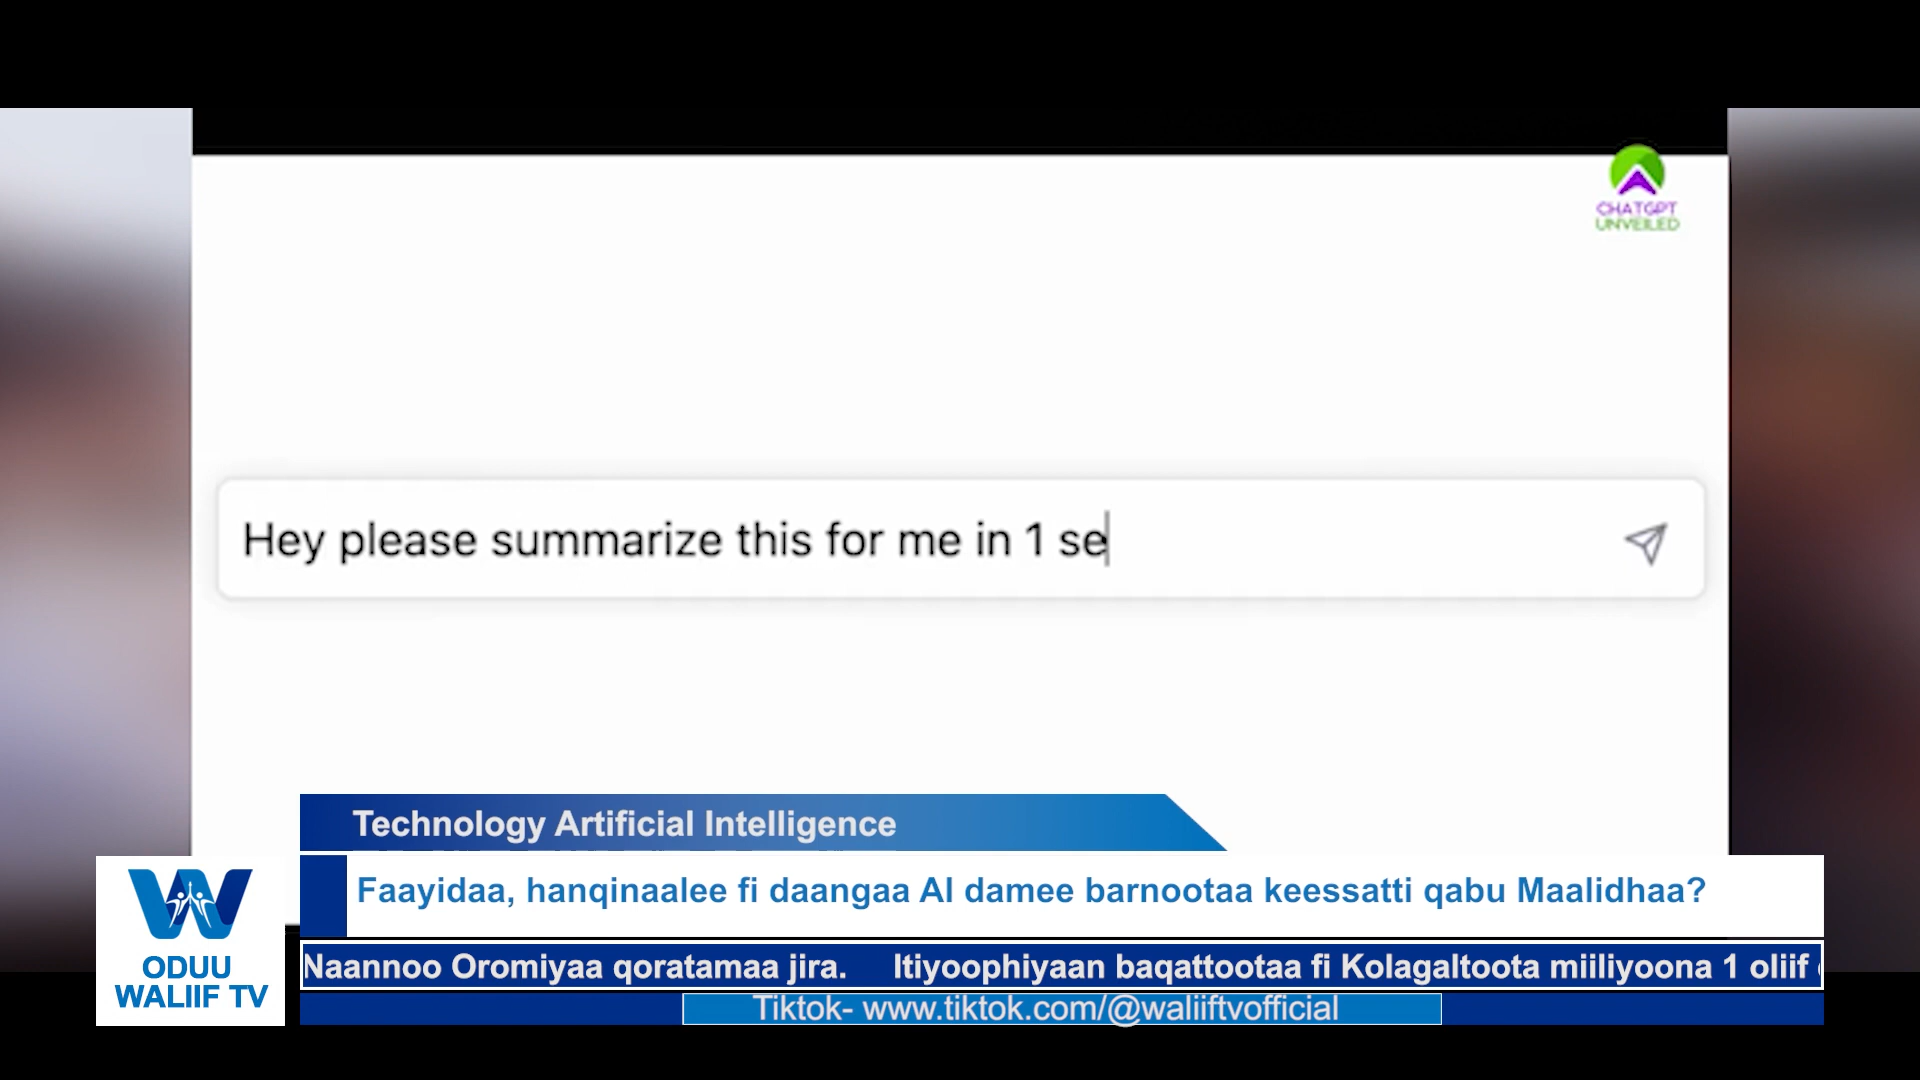 CHATGPT
UNVEILED
Hey please summarize this for me in 1 se
Technology Artificial Intelligence
Faayidaa, hanqinaalee fi daangaa AI damee barnootaa keessatti qabu Maalidhaa?
ODUU
WALIIF TV
Naannoo Oromiyaa qoratamaa jira. Itiyoophiyaan baqattootaa fi Kolagaltoota miiliyoona 1 oliif
Tiktok- www.tiktok.com/@waliiftvofficial